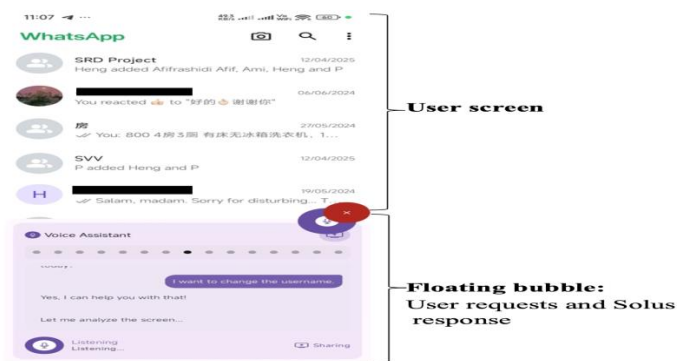 11:07
WhatsApp
SRD Project
12/04/2025
Heng added Afifrashidi Afif, Ami, Heng and P
06/06/2024
You reacted 👍🏻 to "好的👌谢谢你"
房
27/05/2024
You: 800 4房3厕 有床无冰箱洗衣机, 1...
SVV
12/04/2025
P added Heng and P
H
19/05/2024
Salam, madam. Sorry for disturbing... T
User screen
Voice Assistant
today?
I want to change the username.
Yes, I can help you with that!
Let me analyze the screen...
Listening
Listening...
Sharing
Floating bubble:
User requests and Solus
response